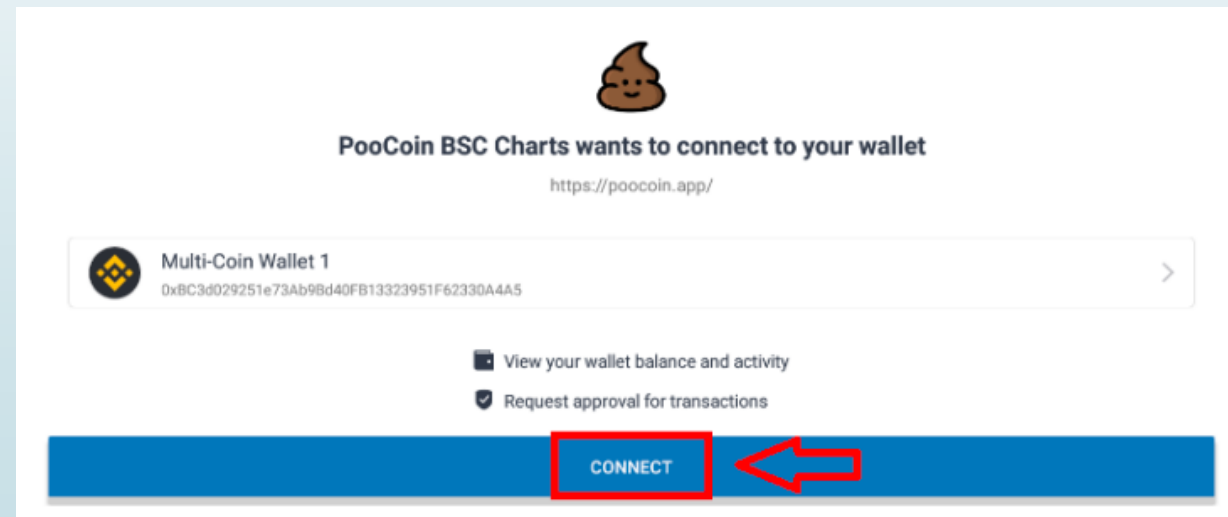 PooCoin BSC Charts wants to connect to your wallet
https://poocoin.app/
Multi-Coin Wallet 1
0xBC3d029251e73Ab9Bd40FB13323951F62330A4A5
View your wallet balance and activity
Request approval for transactions
CONNECT